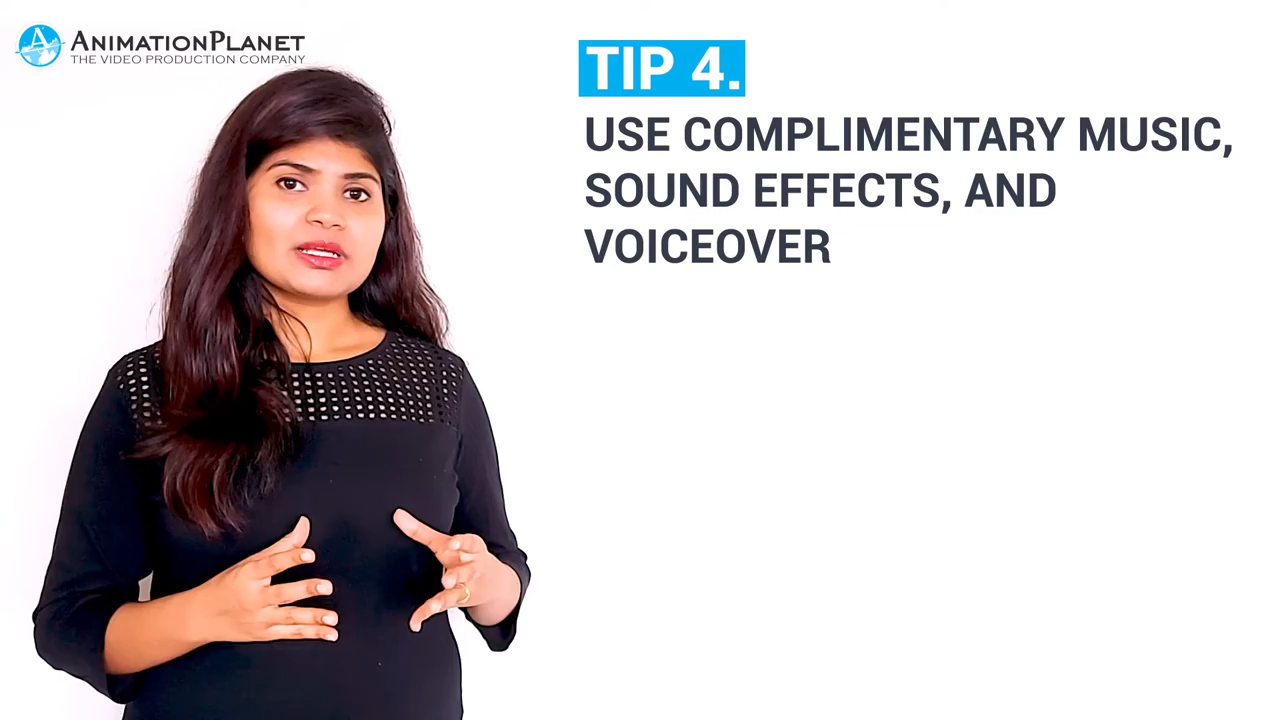 ANIMATIONPLANET
THE VIDEO PRODUCTION COMPANY
TIP 4.
USE COMPLIMENTARY MUSIC,
SOUND EFFECTS, AND
VOICEOVER